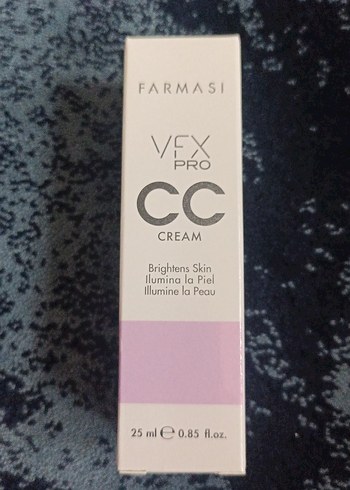 FARMASI
VFX
PRO
CC
CREAM
Brightens Skin
Ilumina la Piel
Illumine la Peau
25 ml ℮ 0.85 fl.oz.